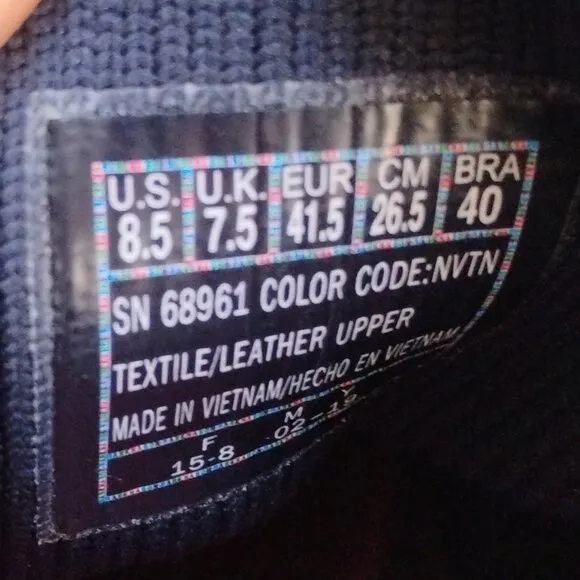 U.S. U.K. EUR CM BRA
8.5 7.5 41.5 26.5 40
SN 68961 COLOR CODE:NVTN
TEXTILE/LEATHER UPPER
MADE IN VIETNAM/HECHO EN VIETNAM
F M Y
15-8 02-19